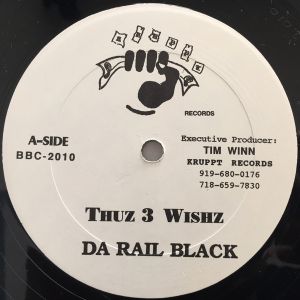 RECORDS
A-SIDE
BBC-2010
Executive Producer:
TIM WINN
KRUPPT RECORDS
919-680-0176
718-659-7830
THUZ 3 WISHZ
DA RAIL BLACK